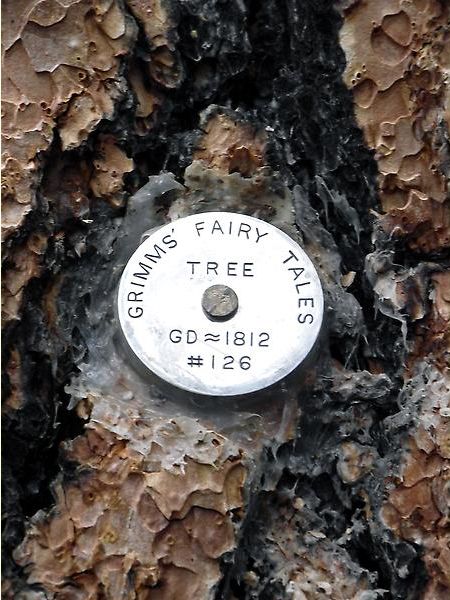 GRIMMS' FAIRY TALES
TREE
GD≈1812
#126